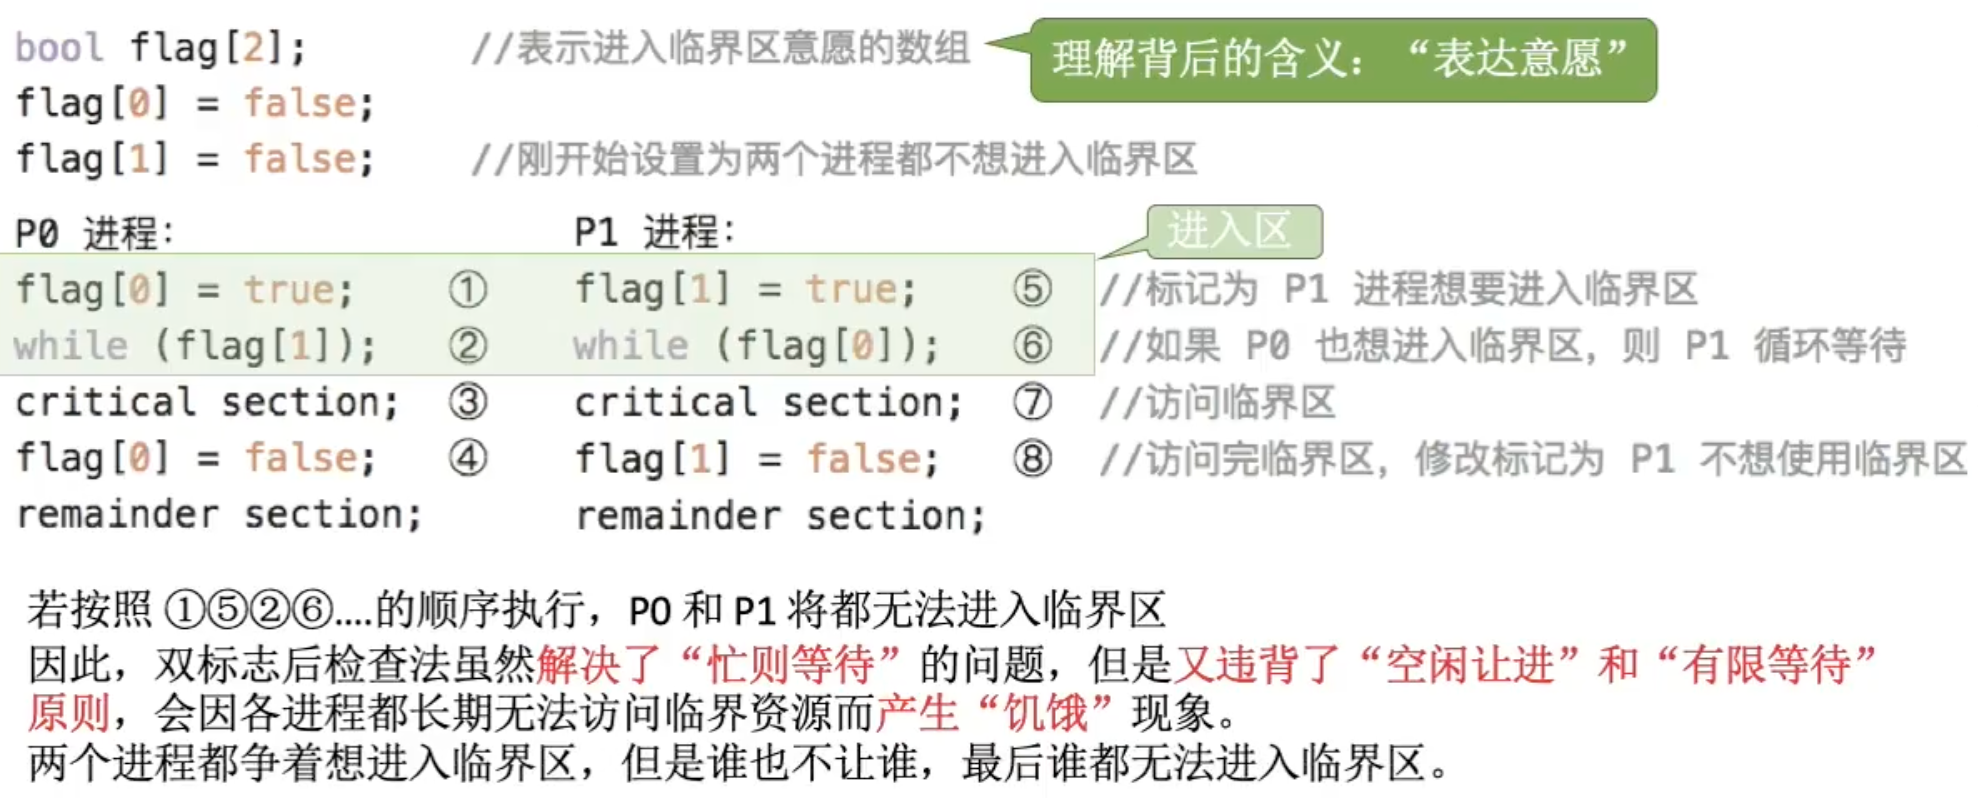 bool flag[2]; //表示进入临界区意愿的数组 理解背后的含义：“表达意愿”
flag[0] = false;
flag[1] = false; //刚开始设置为两个进程都不想进入临界区
P0 进程: P1 进程: 进入区
flag[0] = true; ① flag[1] = true; ⑤ //标记为 P1 进程想要进入临界区
while (flag[1]); ② while (flag[0]); ⑥ //如果 P0 也想进入临界区，则 P1 循环等待
critical section; ③ critical section; ⑦ //访问临界区
flag[0] = false; ④ flag[1] = false; ⑧ //访问完临界区，修改标记为 P1 不想使用临界区
remainder section; remainder section;
若按照 ①⑤②⑥....的顺序执行，P0 和 P1 将都无法进入临界区
因此，双标志后检查法虽然解决了“忙则等待”的问题，但是又违背了“空闲让进”和“有限等待”
原则，会因各进程都长期无法访问临界资源而产生“饥饿”现象。
两个进程都争着想进入临界区，但是谁也不让谁，最后谁都无法进入临界区。